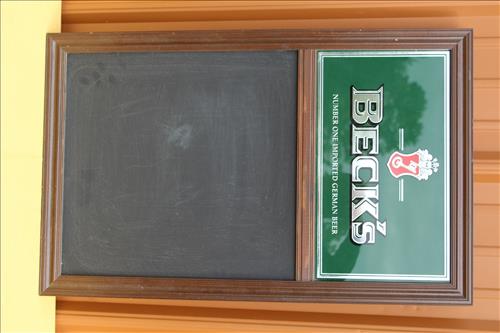 BECK'S
NUMBER ONE IMPORTED GERMAN BEER